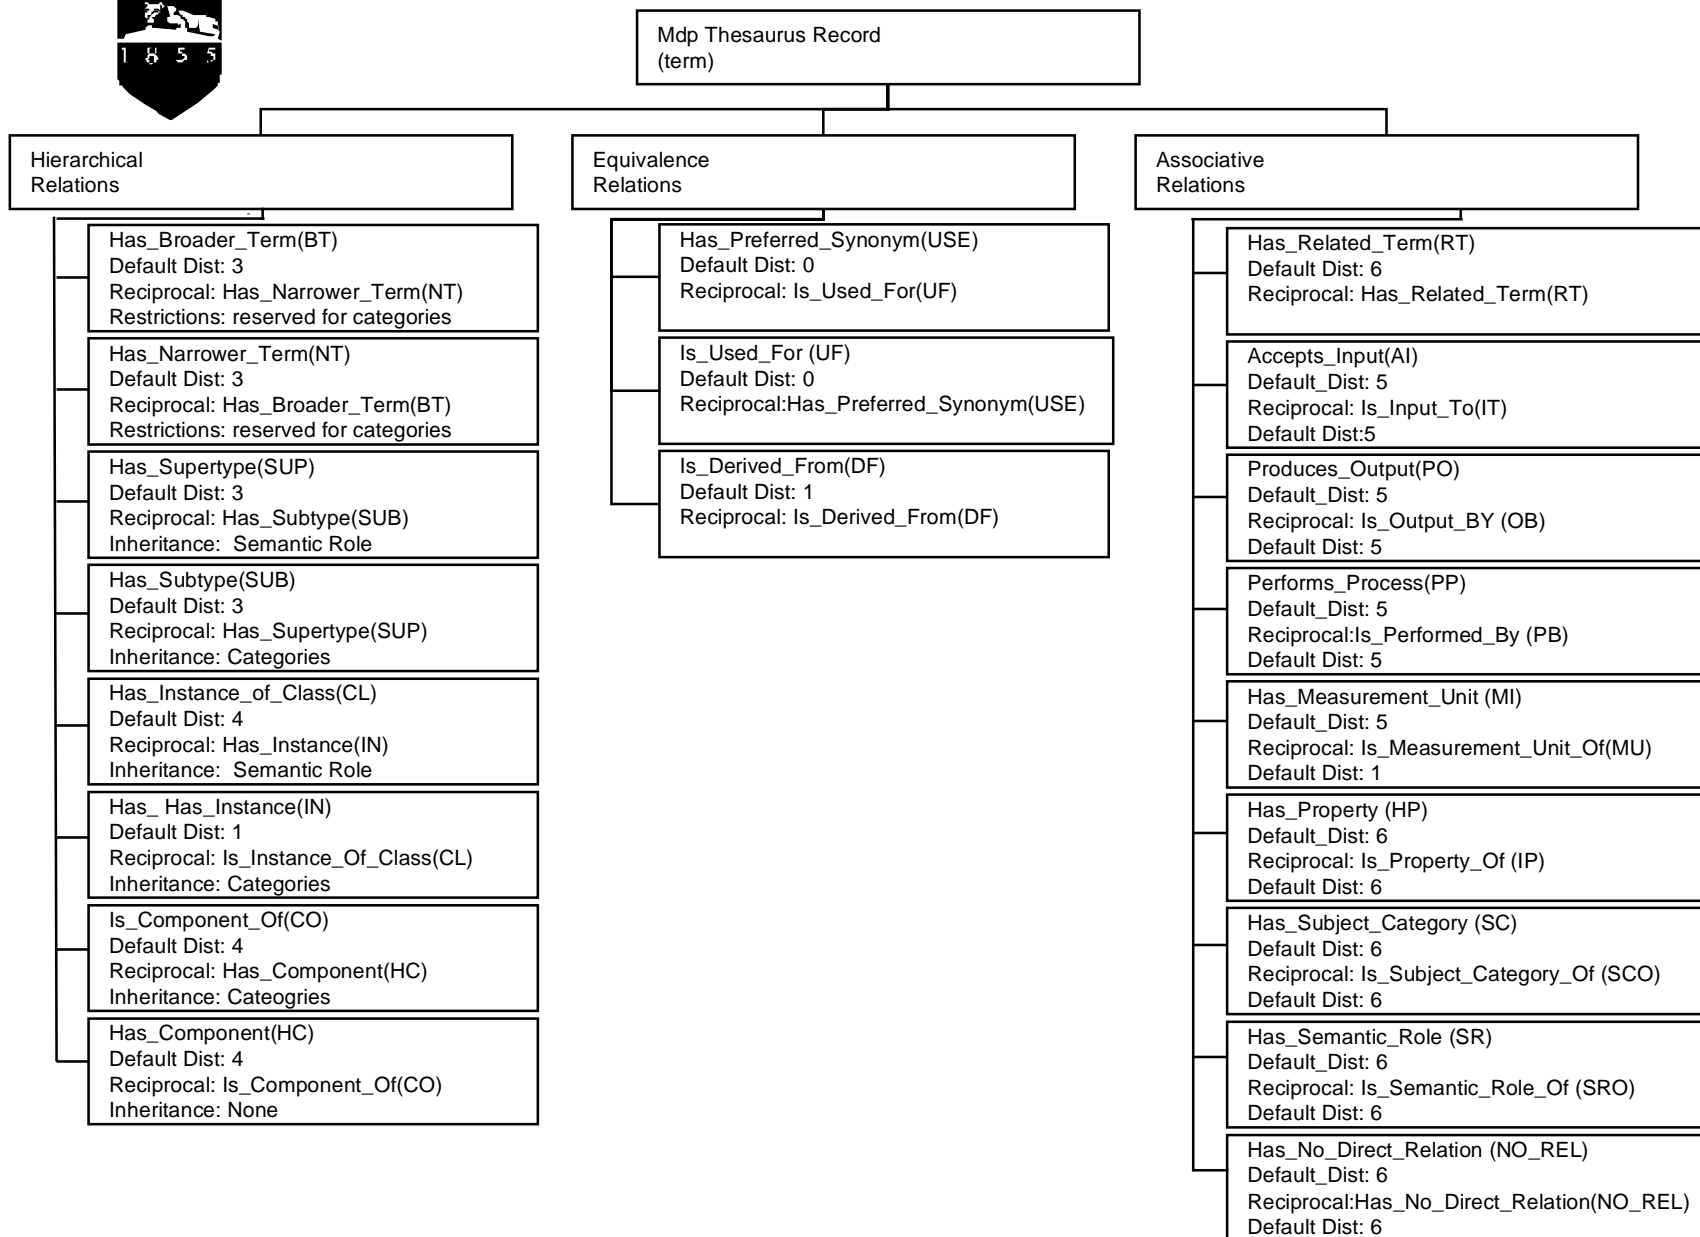 1 8 5 5
Mdp Thesaurus Record
(term)
Hierarchical
Relations
Has_Broader_Term(BT)
Default Dist: 3
Reciprocal: Has_Narrower_Term(NT)
Restrictions: reserved for categories
Has_Narrower_Term(NT)
Default Dist: 3
Reciprocal: Has_Broader_Term(BT)
Restrictions: reserved for categories
Has_Supertype(SUP)
Default Dist: 3
Reciprocal: Has_Subtype(SUB)
Inheritance:  Semantic Role
Has_Subtype(SUB)
Default Dist: 3
Reciprocal: Has_Supertype(SUP)
Inheritance: Categories
Has_Instance_of_Class(CL)
Default Dist: 4
Reciprocal: Has_Instance(IN)
Inheritance:  Semantic Role
Has_ Has_Instance(IN)
Default Dist: 1
Reciprocal: Is_Instance_Of_Class(CL)
Inheritance: Categories
Is_Component_Of(CO)
Default Dist: 4
Reciprocal: Has_Component(HC)
Inheritance: Cateogries
Has_Component(HC)
Default Dist: 4
Reciprocal: Is_Component_Of(CO)
Inheritance: None
Equivalence
Relations
Has_Preferred_Synonym(USE)
Default Dist: 0
Reciprocal: Is_Used_For(UF)
Is_Used_For (UF)
Default Dist: 0
Reciprocal:Has_Preferred_Synonym(USE)
Is_Derived_From(DF)
Default Dist: 1
Reciprocal: Is_Derived_From(DF)
Associative
Relations
Has_Related_Term(RT)
Default Dist: 6
Reciprocal: Has_Related_Term(RT)
Accepts_Input(AI)
Default_Dist: 5
Reciprocal: Is_Input_To(IT)
Default Dist:5
Produces_Output(PO)
Default_Dist: 5
Reciprocal: Is_Output_BY (OB)
Default Dist: 5
Performs_Process(PP)
Default_Dist: 5
Reciprocal:Is_Performed_By (PB)
Default Dist: 5
Has_Measurement_Unit (MI)
Default_Dist: 5
Reciprocal: Is_Measurement_Unit_Of(MU)
Default Dist: 1
Has_Property (HP)
Default_Dist: 6
Reciprocal: Is_Property_Of (IP)
Default Dist: 6
Has_Subject_Category (SC)
Default Dist: 6
Reciprocal: Is_Subject_Category_Of (SCO)
Default Dist: 6
Has_Semantic_Role (SR)
Default_Dist: 6
Reciprocal: Is_Semantic_Role_Of (SRO)
Default Dist: 6
Has_No_Direct_Relation (NO_REL)
Default_Dist: 6
Reciprocal:Has_No_Direct_Relation(NO_REL)
Default Dist: 6